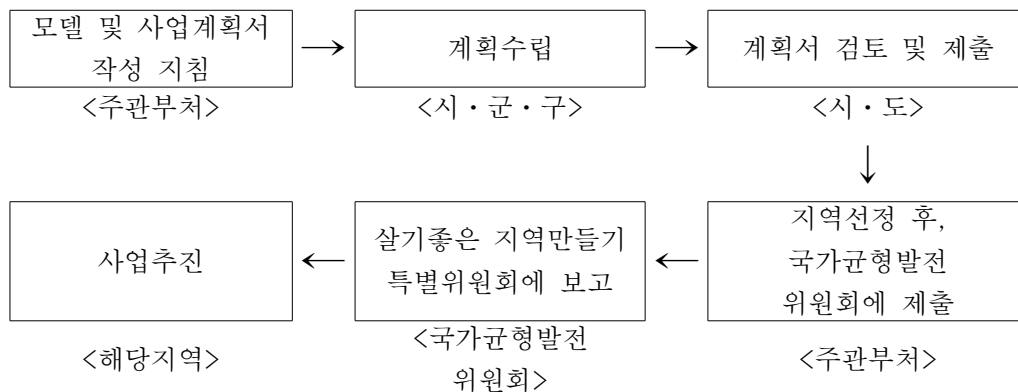 모델 및 사업계획서
작성 지침
<주관부처>
계획수립
<시・군・구>
계획서 검토 및 제출
<시・도>
지역선정 후,
국가균형발전
위원회에 제출
<주관부처>
살기좋은 지역만들기
특별위원회에 보고
<국가균형발전
위원회>
사업추진
<해당지역>